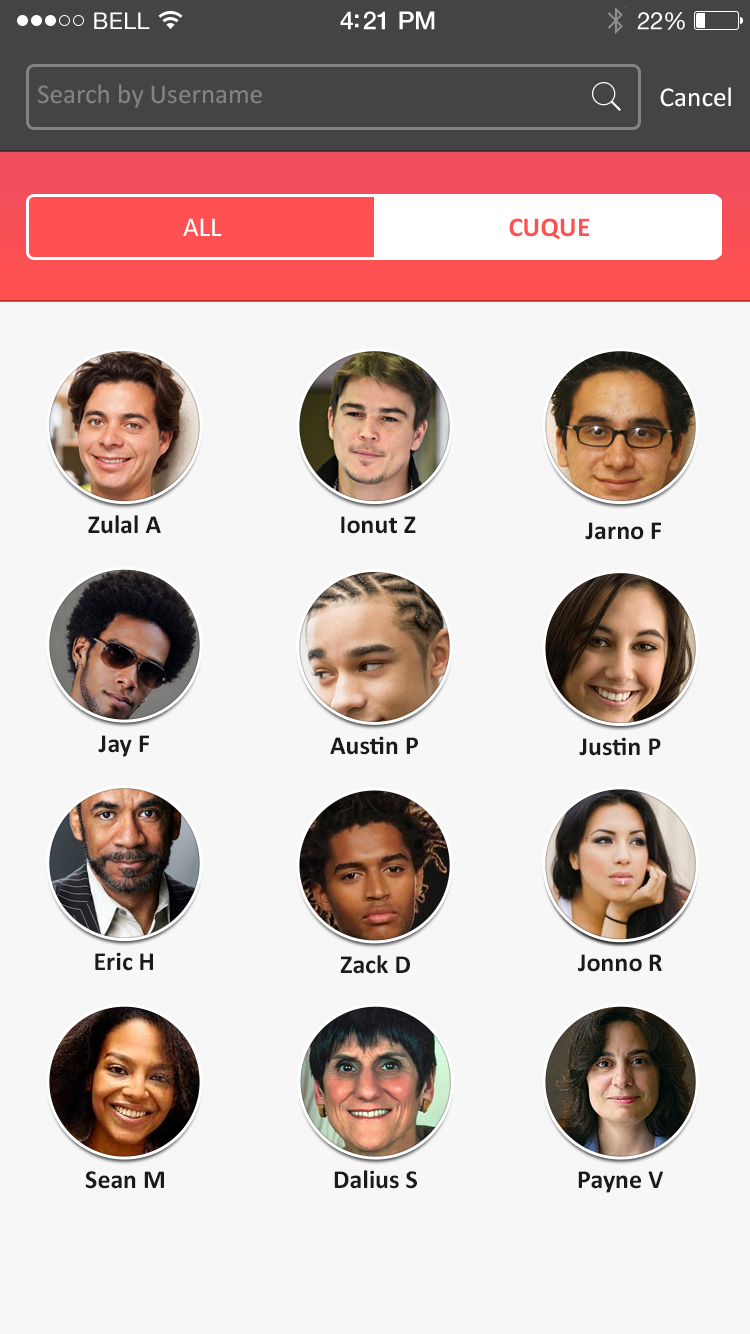 BELL 4:21 PM 22%
Search by Username Cancel
ALL CUQUE
Zulal A Ionut Z Jarno F
Jay F Austin P Justin P
Eric H Zack D Jonno R
Sean M Dalius S Payne V